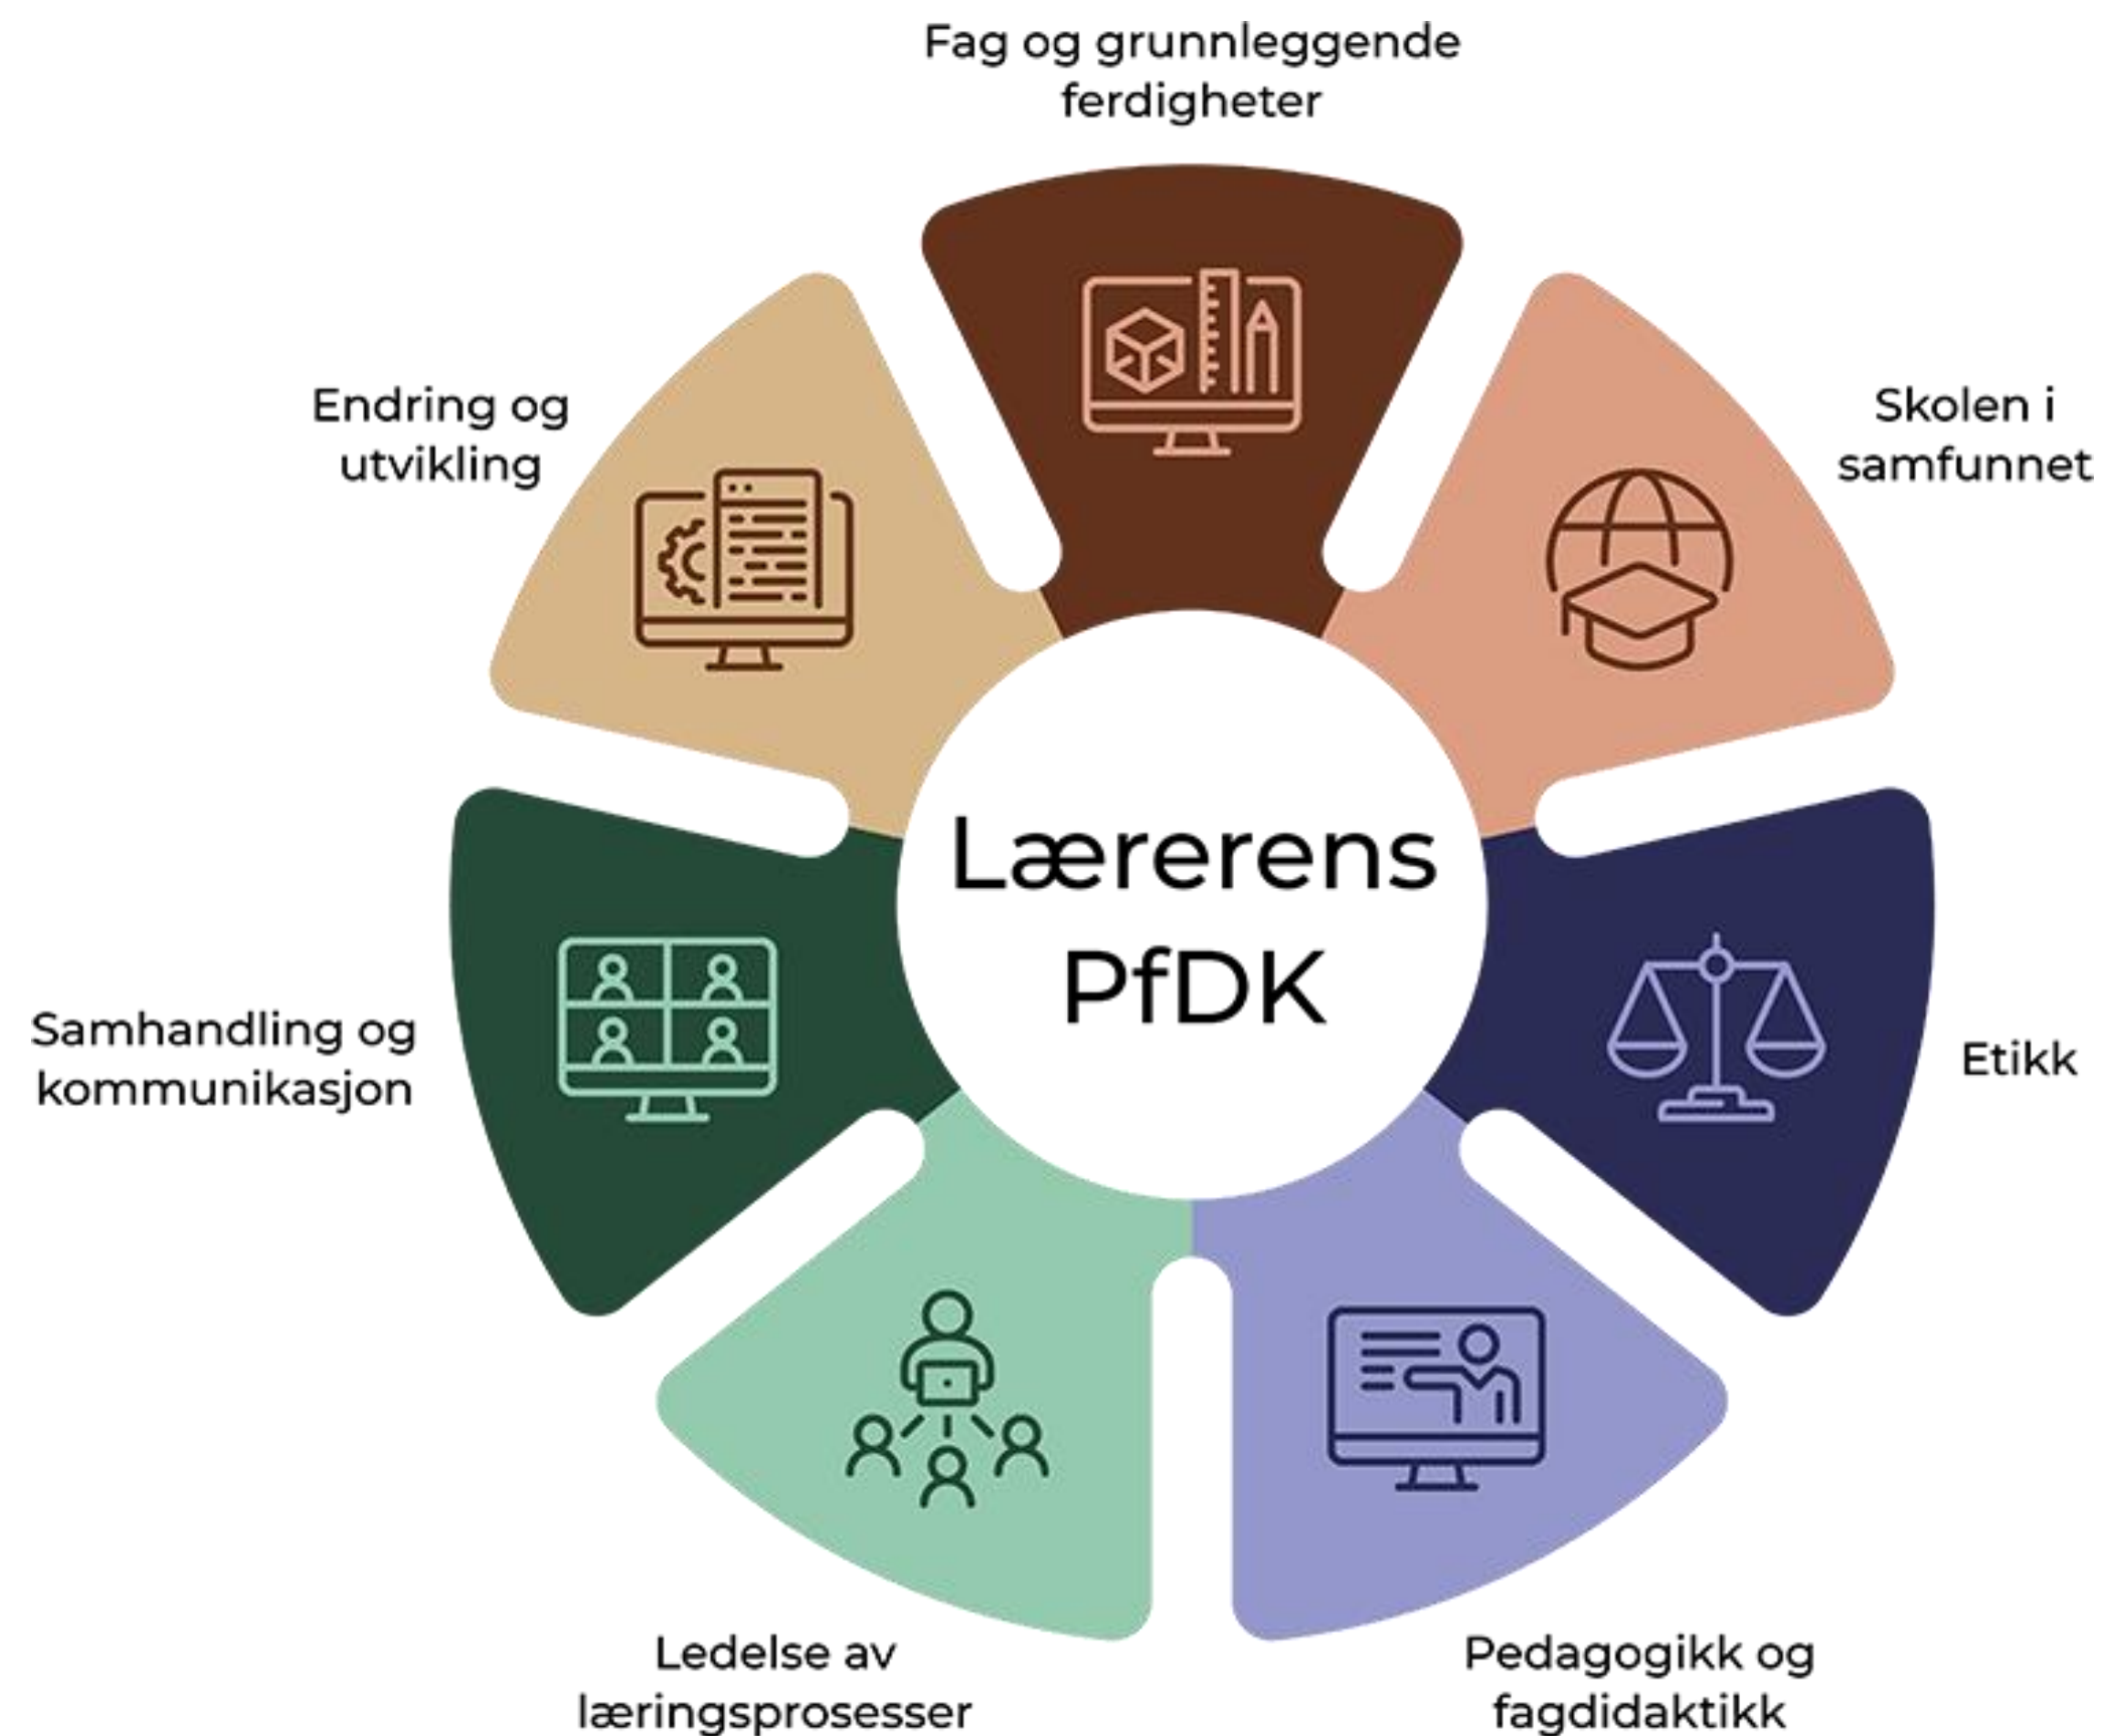 Fag og grunnleggende
ferdigheter
Endring og
utvikling
Skolen i
samfunnet
Lærerens
PfDK
Samhandling og
kommunikasjon
Etikk
Ledelse av
læringsprosesser
Pedagogikk og
fagdidaktikk